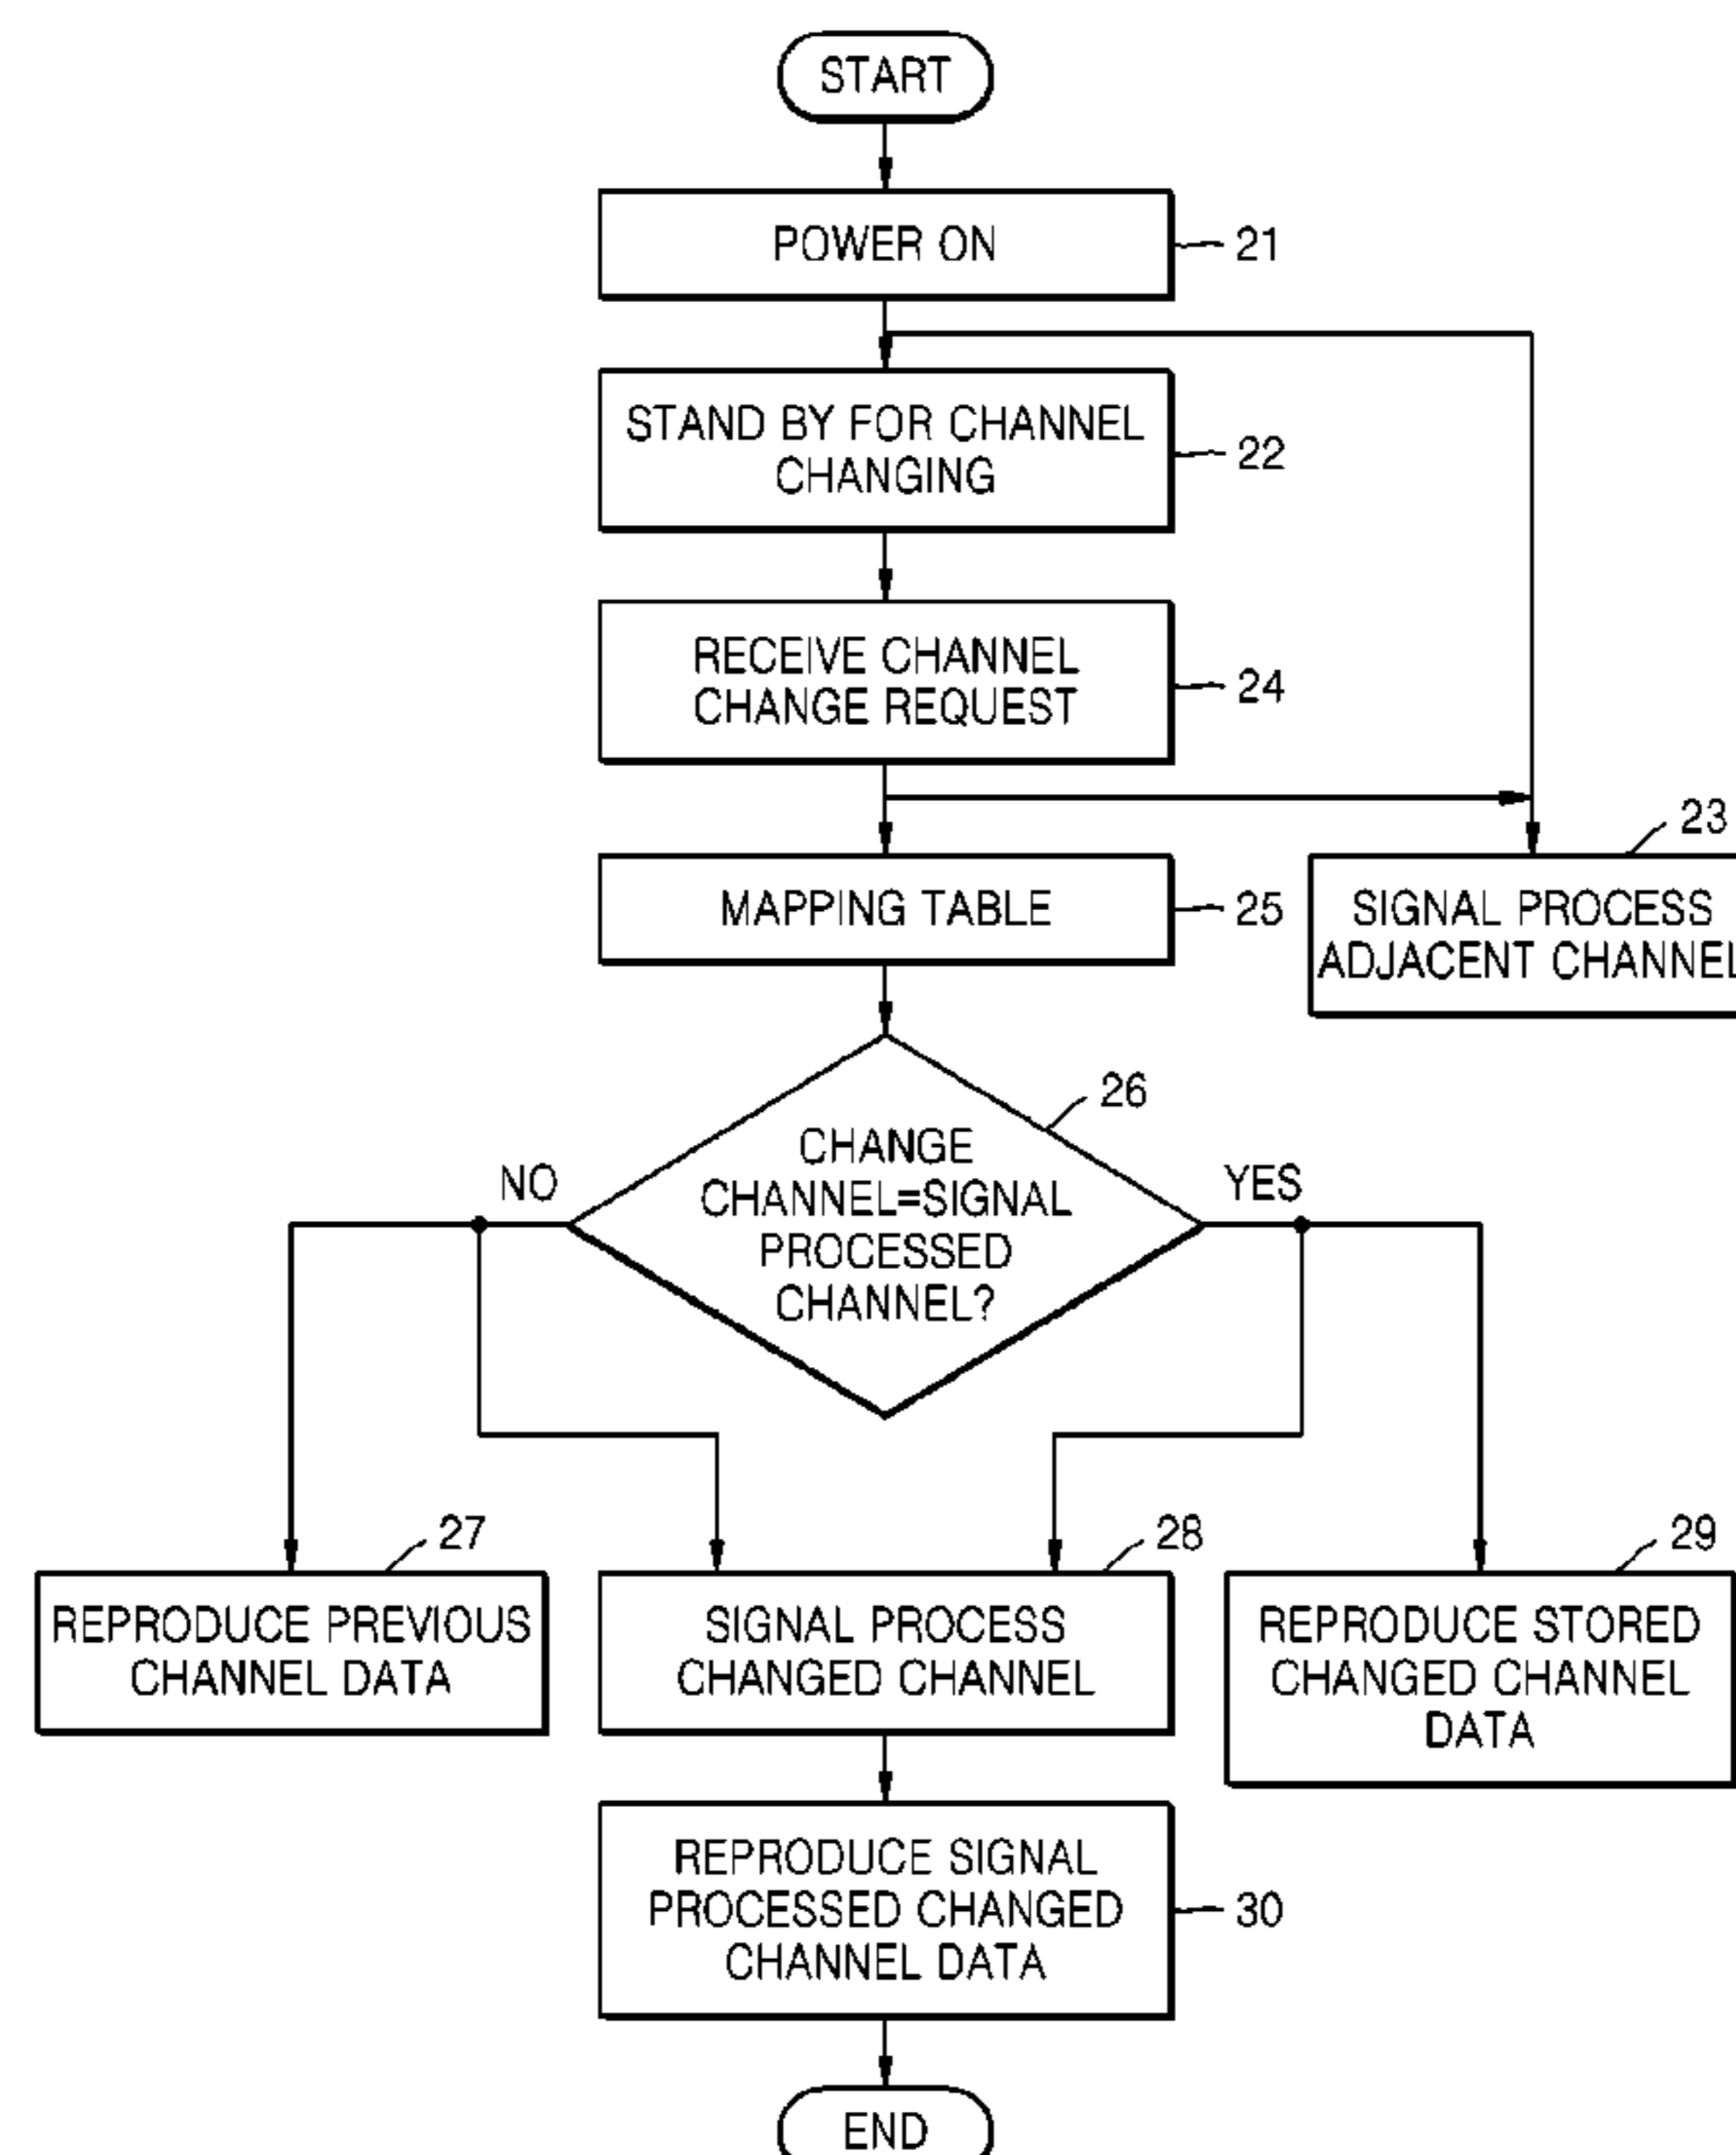 START
POWER ON
21
STAND BY FOR CHANNEL
CHANGING
22
RECEIVE CHANNEL
CHANGE REQUEST
24
23
MAPPING TABLE
25
SIGNAL PROCESS
ADJACENT CHANNEL
26
CHANGE
CHANNEL=SIGNAL
PROCESSED
CHANNEL?
NO
YES
27
28
29
REPRODUCE PREVIOUS
CHANNEL DATA
SIGNAL PROCESS
CHANGED CHANNEL
REPRODUCE STORED
CHANGED CHANNEL
DATA
REPRODUCE SIGNAL
PROCESSED CHANGED
CHANNEL DATA
30
END